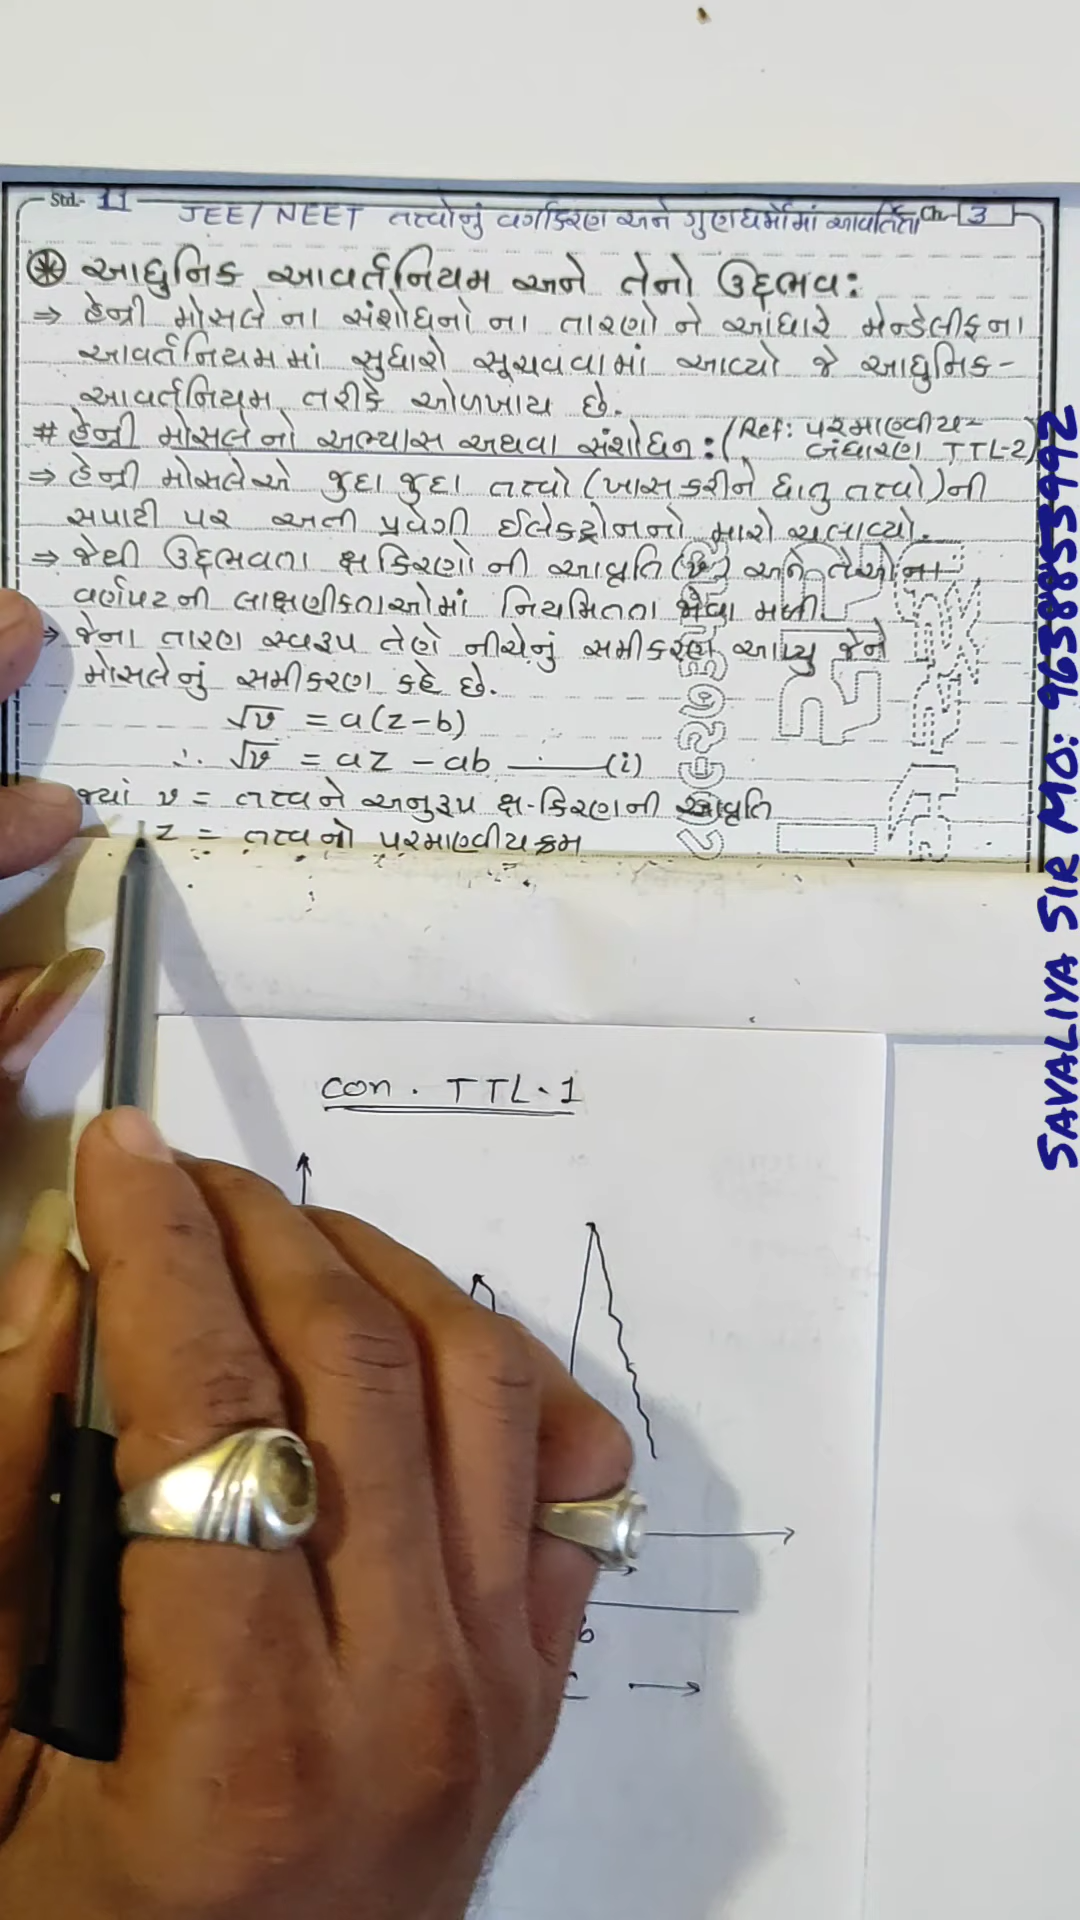 Std.- 11
JEE/NEET તત્ત્વોનું વર્ગીકરણ અને ગુણધર્મોમાં આવર્તિતા Ch- 3
આધુનિક આવર્તનિયમ અને તેનો ઉદ્દભવ:
⇒ હેન્રી મોસલે ના સંશોધનો ના તારણો ને આધારે મેન્ડેલીફના
આવર્તનિયમમાં સુધારો સૂચવવામાં આવ્યો જે આધુનિક-
આવર્તનિયમ તરીકે ઓળખાય છે.
# હેન્રી મોસલે નો અભ્યાસ અથવા સંશોધન: (Ref: પરમાણ્વીય-
બંધારણ TTL-2)
⇒ હેન્રી મોસલેએ જુદા જુદા તત્વો (ખાસ કરીને ધાતુ તત્વો)ની
સપાટી પર અતી પ્રવેગી ઈલેક્ટ્રોનનો મારો ચલાવ્યો.
⇒ જેથી ઉદ્દભવતા ક્ષ કિરણો ની આવૃતિ (𝜈) અને તેઓના
વર્ણપટની લાક્ષણીકતાઓમાં નિયમિતતા જોવા મળી.
⇒ જેના તારણ સ્વરૂપ તેણે નીચેનું સમીકરણ આપ્યુ જેને
મોસલેનું સમીકરણ કહે છે.
√ν = a(z-b)
∴ √ν = az - ab ——(i)
જ્યાં ν = તત્વને અનુરૂપ ક્ષ-કિરણની આવૃતિ
z = તત્વનો પરમાણ્વીયક્રમ
SAVALIYA SIR MO: 9638855992
con. TTL-1
b